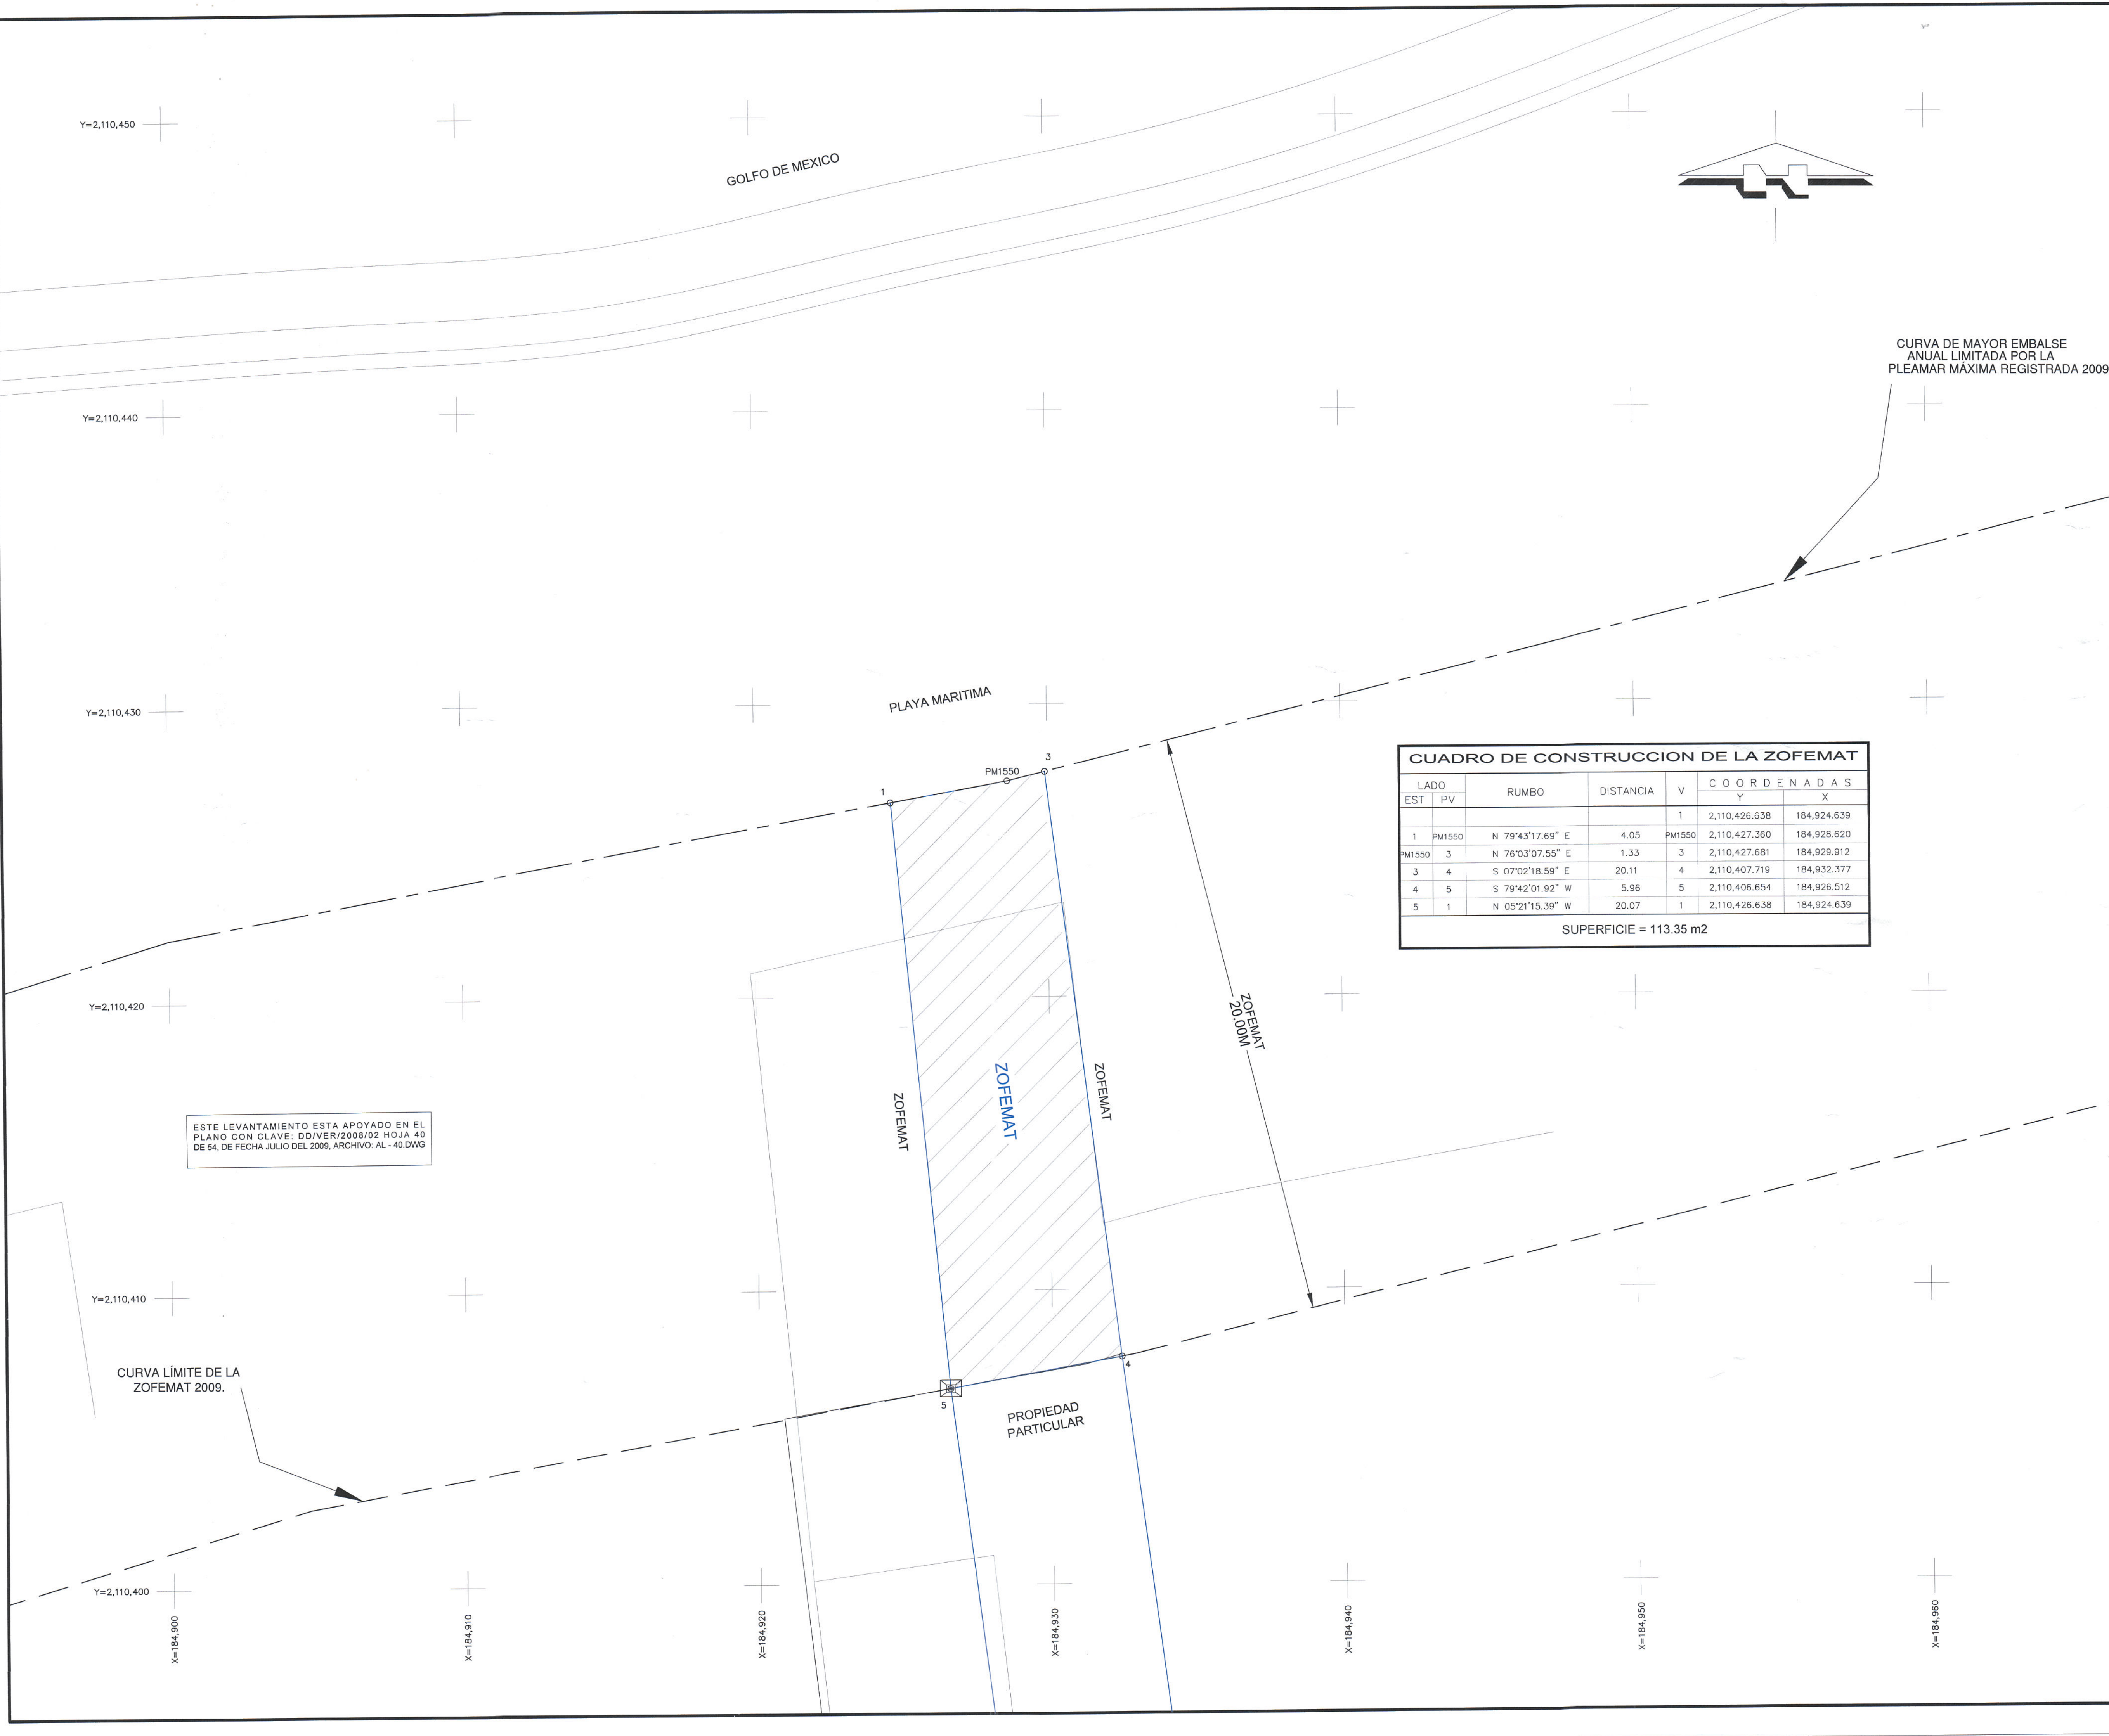 Y=2,110,450
GOLFO DE MEXICO
CURVA DE MAYOR EMBALSE
ANUAL LIMITADA POR LA
PLEAMAR MÁXIMA REGISTRADA 2009
Y=2,110,440
PLAYA MARITIMA
Y=2,110,430
PM1550
3
1
CUADRO DE CONSTRUCCION DE LA ZOFEMAT
LADO RUMBO DISTANCIA V COORDENADAS
EST PV Y X
1 2,110,426.638 184,924.639
1 PM1550 N 79°43'17.69" E 4.05 PM1550 2,110,427.360 184,928.620
PM1550 3 N 76°03'07.55" E 1.33 3 2,110,427.681 184,929.912
3 4 S 07°02'18.59" E 20.11 4 2,110,407.719 184,932.377
4 5 S 79°42'01.92" W 5.96 5 2,110,406.654 184,926.512
5 1 N 05°21'15.39" W 20.07 1 2,110,426.638 184,924.639
SUPERFICIE = 113.35 m2
Y=2,110,420
ZOFEMAT
20.00M
ZOFEMAT
ZOFEMAT
ZOFEMAT
ESTE LEVANTAMIENTO ESTA APOYADO EN EL
PLANO CON CLAVE: DD/VER/2008/02 HOJA 40
DE 54, DE FECHA JULIO DEL 2009, ARCHIVO: AL - 40.DWG
Y=2,110,410
CURVA LÍMITE DE LA
ZOFEMAT 2009.
4
5
PROPIEDAD
PARTICULAR
Y=2,110,400
X=184,900
X=184,910
X=184,920
X=184,930
X=184,940
X=184,950
X=184,960